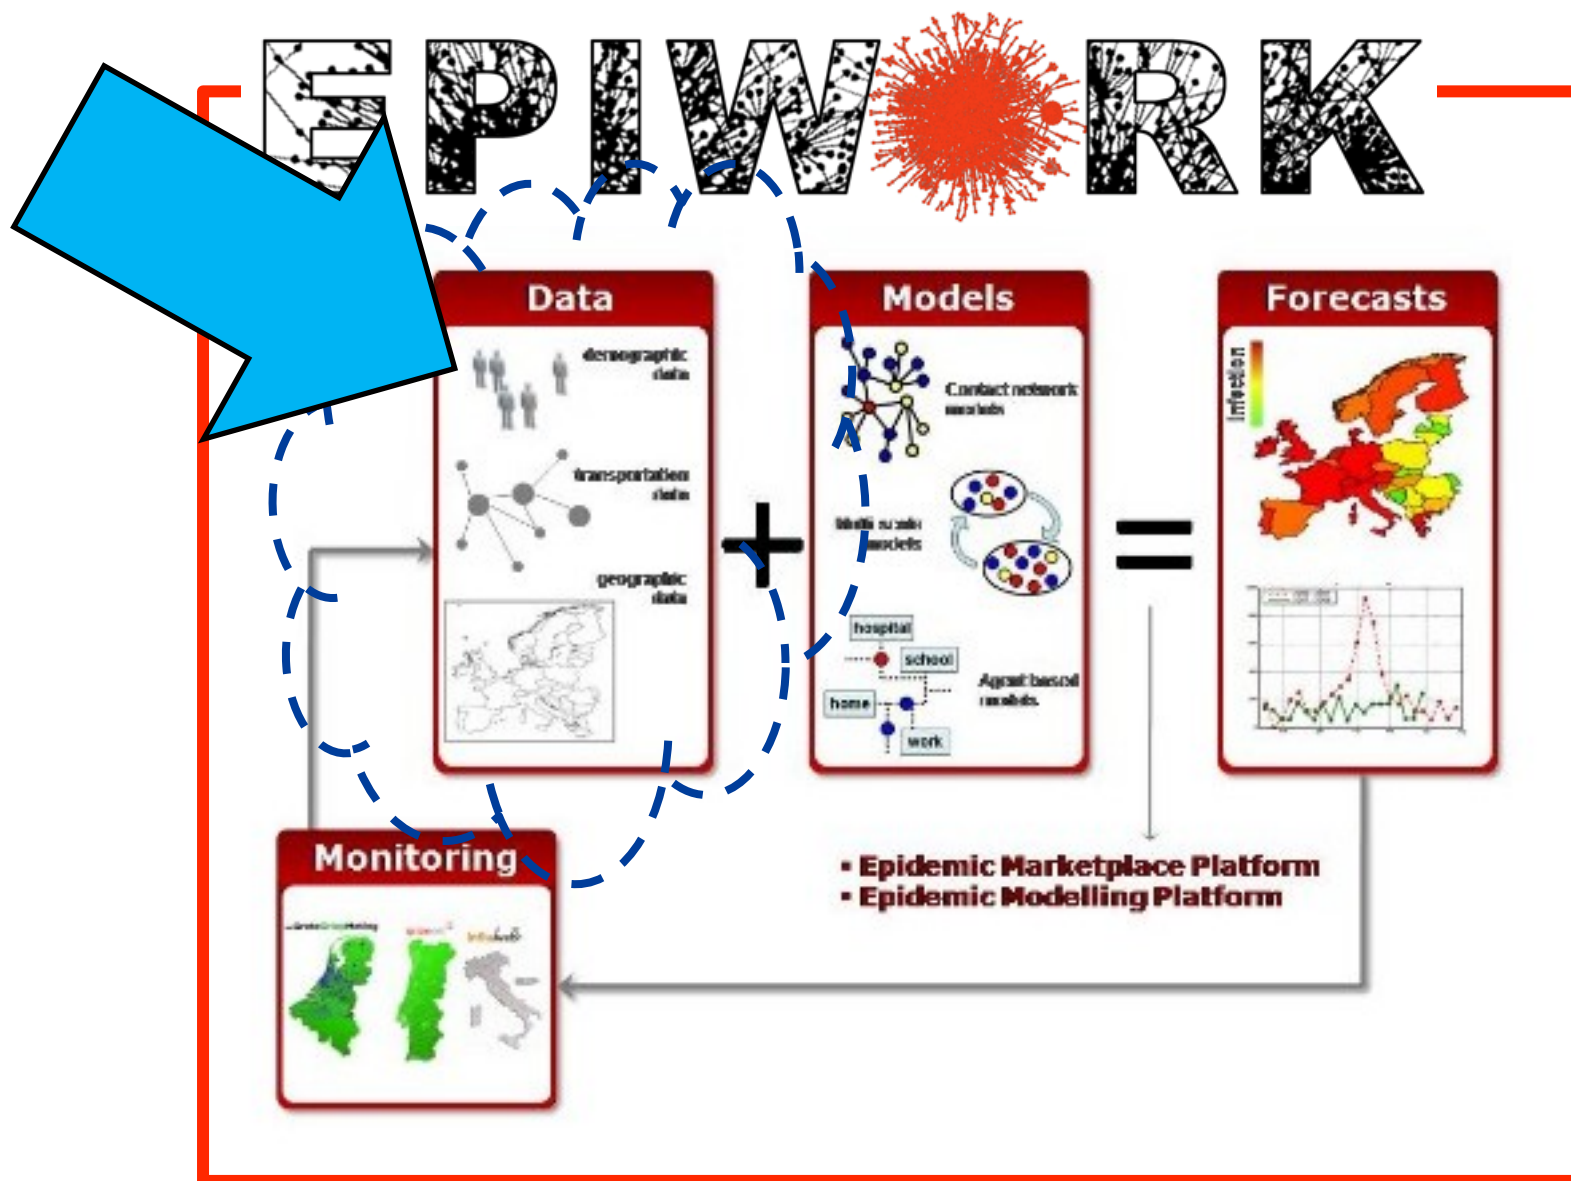 EPIWORK
Data
demographic
data
transportation
data
geographic
data
Models
Contact network
models
Multi scale
models
hospital
school
home
work
Agent based
models
Forecasts
Infection
Monitoring
▪ Epidemic Marketplace Platform
▪ Epidemic Modelling Platform